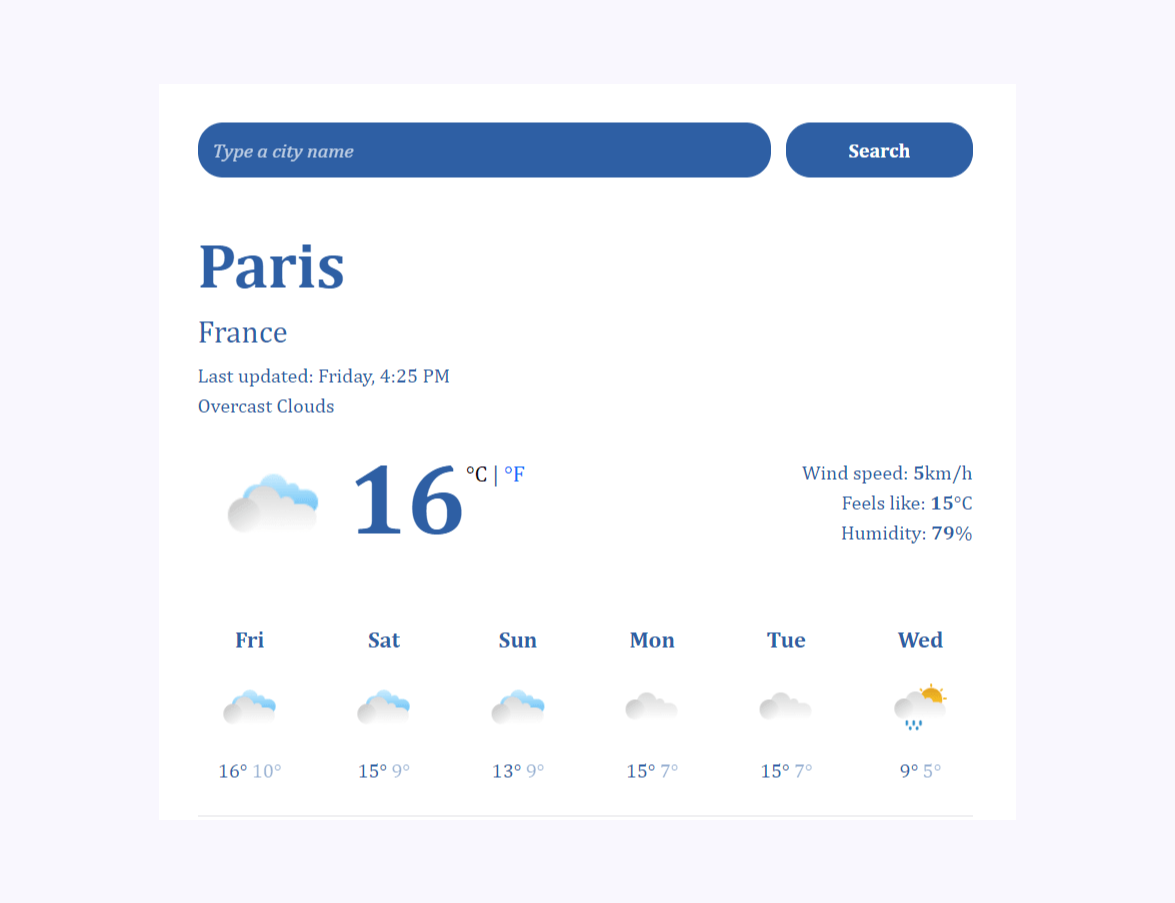 Type a city name
Search
Paris
France
Last updated: Friday, 4:25 PM
Overcast Clouds
16 °C | °F
Wind speed: 5km/h
Feels like: 15°C
Humidity: 79%
Fri Sat Sun Mon Tue Wed
16° 10° 15° 9° 13° 9° 15° 7° 15° 7° 9° 5°